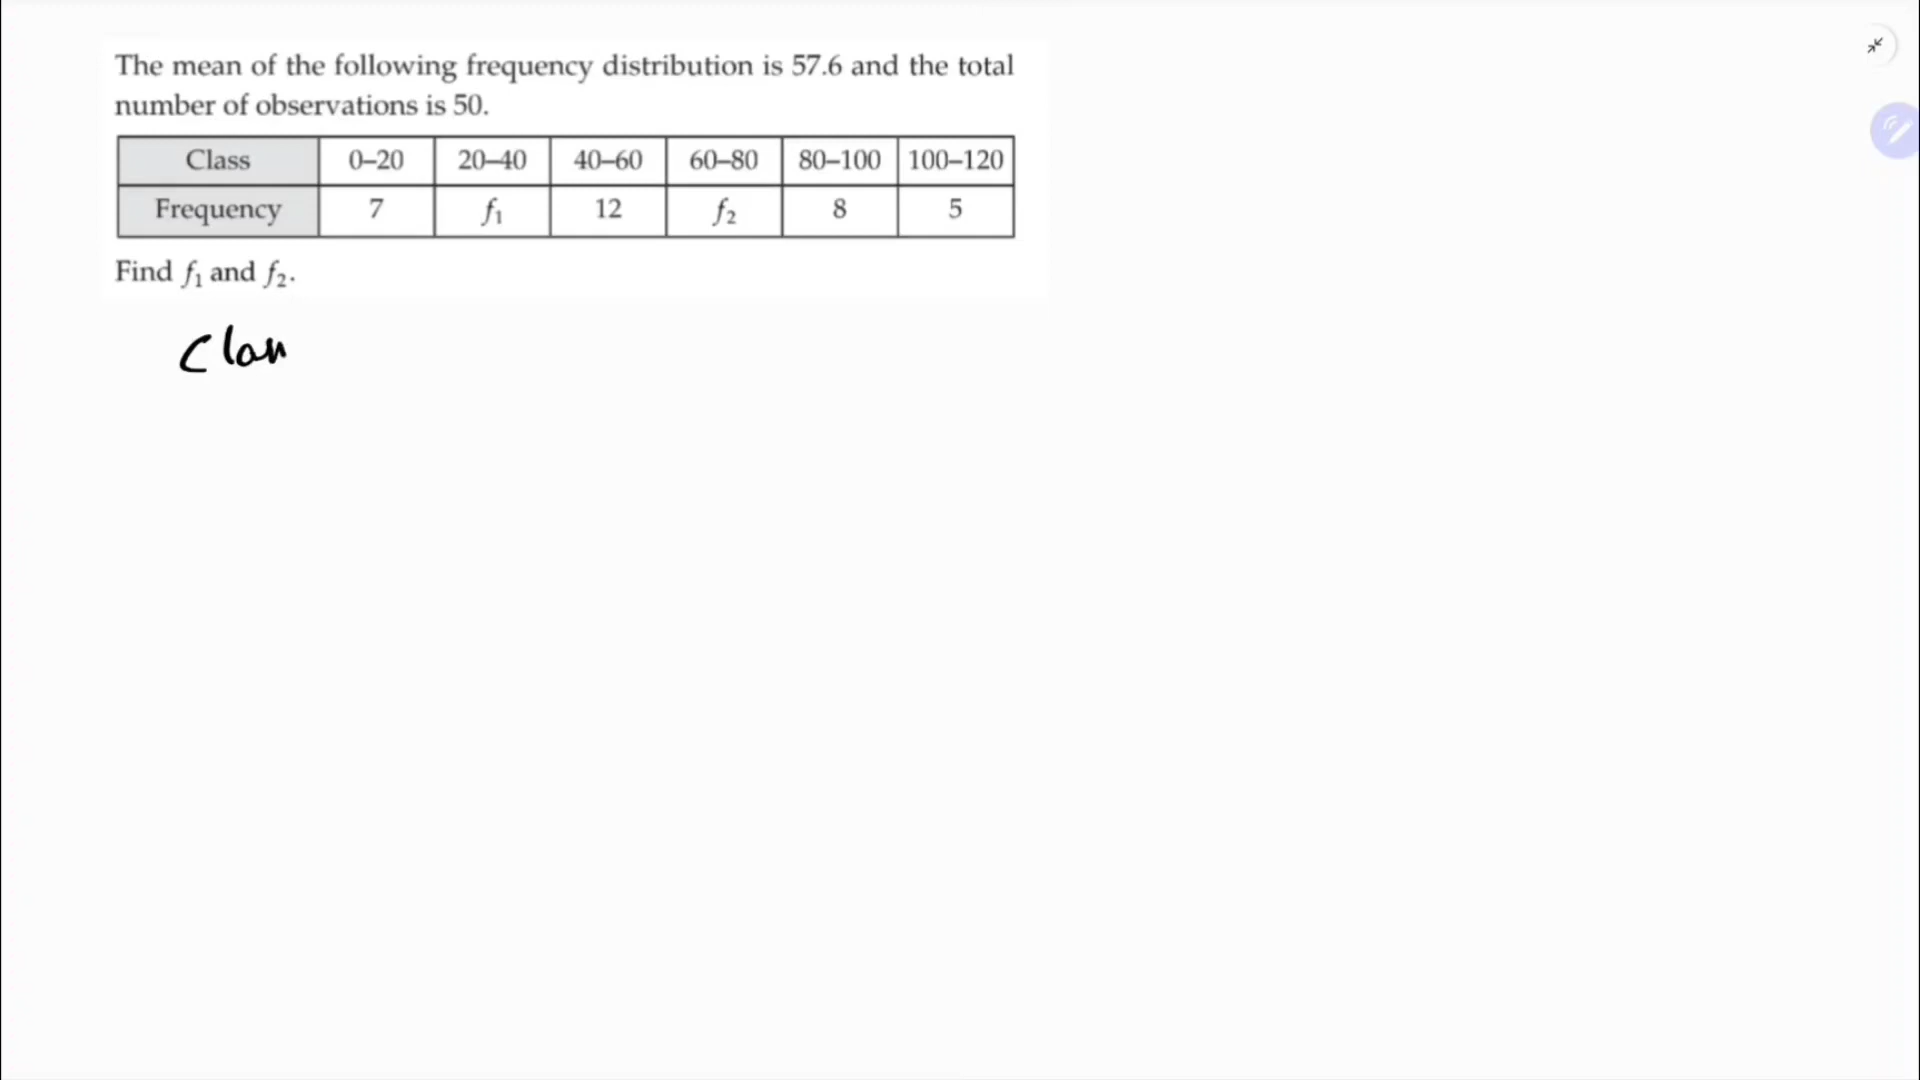 The mean of the following frequency distribution is 57.6 and the total
number of observations is 50.
Class 0–20 20–40 40–60 60–80 80–100 100–120
Frequency 7 f₁ 12 f₂ 8 5
Find f₁ and f₂.
Clas